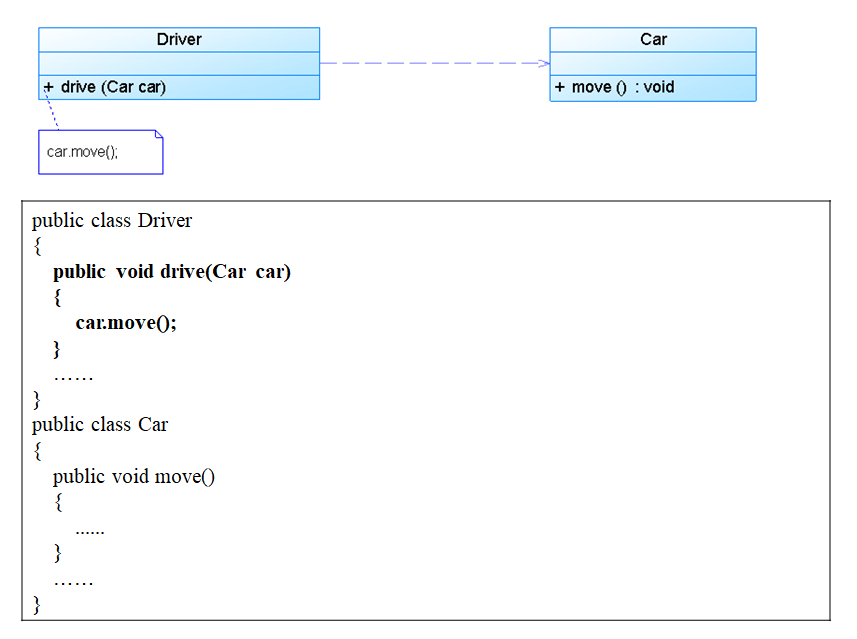 Driver
+ drive (Car car)
Car
+ move () : void
car.move();
public class Driver
{
public void drive(Car car)
{
car.move();
}
……
}
public class Car
{
public void move()
{
......
}
……
}